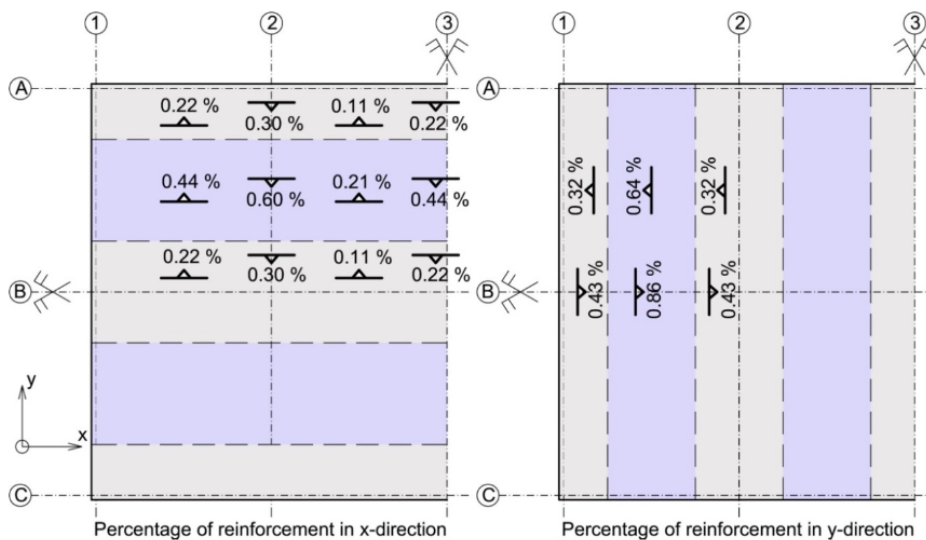 1 2 3 1 2 3
A A
0.22 % 0.11 %
0.30 % 0.22 %
0.44 % 0.21 %
0.60 % 0.44 %
0.22 % 0.11 %
0.30 % 0.22 %
0.32 % 0.64 % 0.32 %
B B
0.43 % 0.86 % 0.43 %
y
x
C C
Percentage of reinforcement in x-direction
Percentage of reinforcement in y-direction